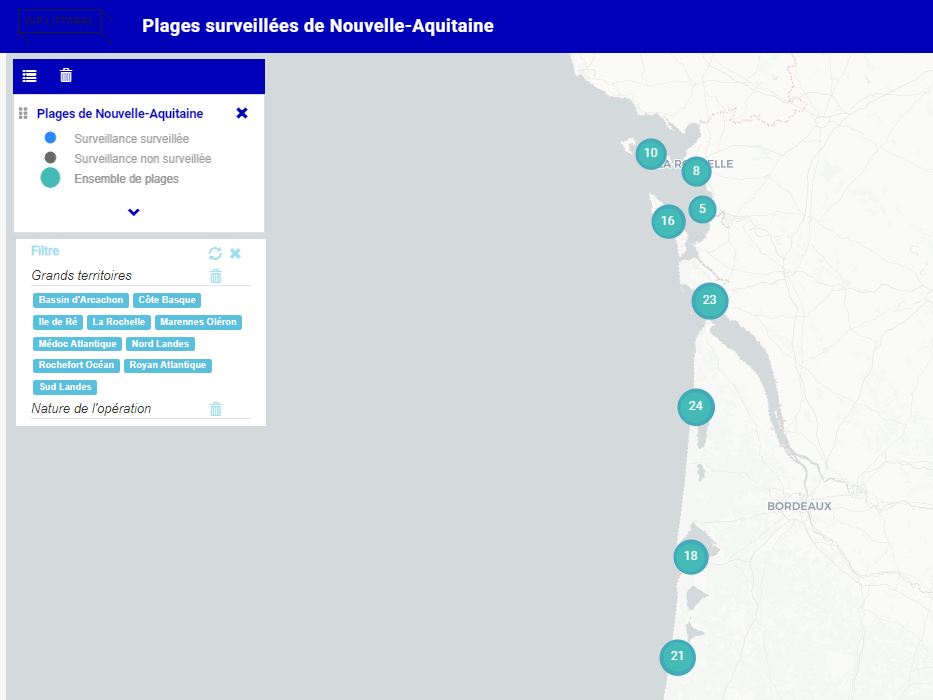 GIP LITTORAL
Plages surveillées de Nouvelle-Aquitaine
Plages de Nouvelle-Aquitaine
Surveillance surveillée
Surveillance non surveillée
Ensemble de plages
Filtre
Grands territoires
Bassin d'Arcachon Côte Basque
Ile de Ré La Rochelle Marennes Oléron
Médoc Atlantique Nord Landes
Rochefort Océan Royan Atlantique
Sud Landes
Nature de l'opération
10
LA ROCHELLE
8
5
16
23
24
BORDEAUX
18
21